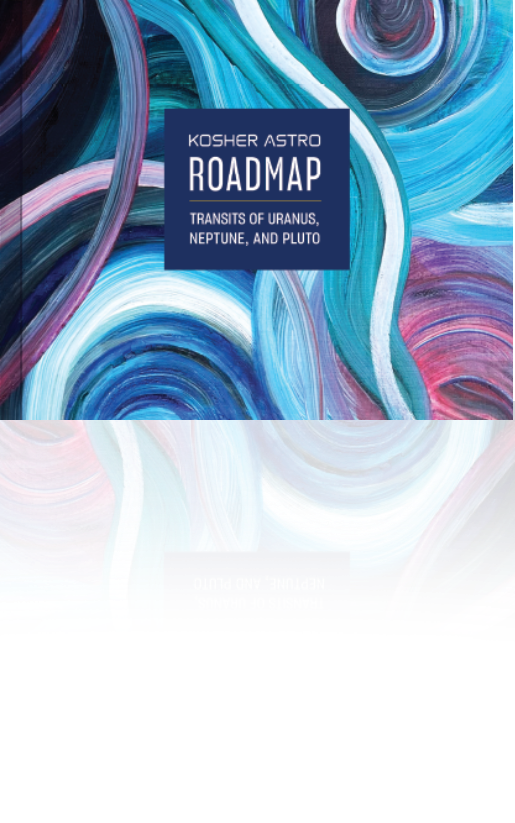 KOSHER ASTRO
ROADMAP
TRANSITS OF URANUS,
NEPTUNE, AND PLUTO